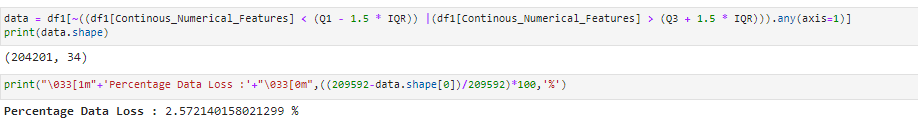 data = df1[~((df1[Continous_Numerical_Features] < (Q1 - 1.5 * IQR)) |(df1[Continous_Numerical_Features] > (Q3 + 1.5 * IQR))).any(axis=1)]
print(data.shape)
(204201, 34)
print("\033[1m"+'Percentage Data Loss :'+"\033[0m",((209592-data.shape[0])/209592)*100,'%')
Percentage Data Loss : 2.572140158021299 %